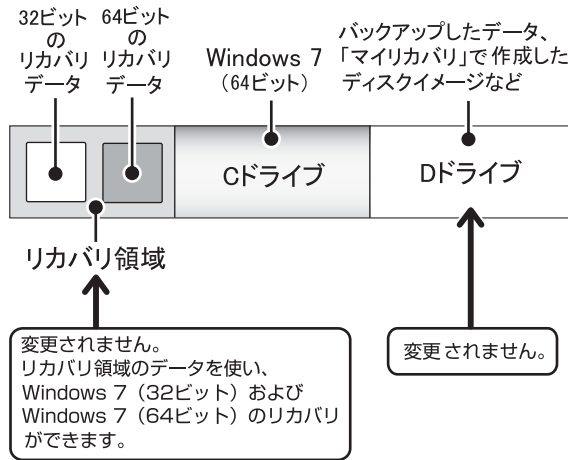 32ビット
の
リカバリ
データ
64ビット
の
リカバリ
データ
Windows 7
(64ビット)
バックアップしたデータ、
「マイリカバリ」で作成した
ディスクイメージなど
Cドライブ
Dドライブ
リカバリ領域
変更されません。
リカバリ領域のデータを使い、
Windows 7（32ビット）および
Windows 7（64ビット）のリカバリ
ができます。
変更されません。